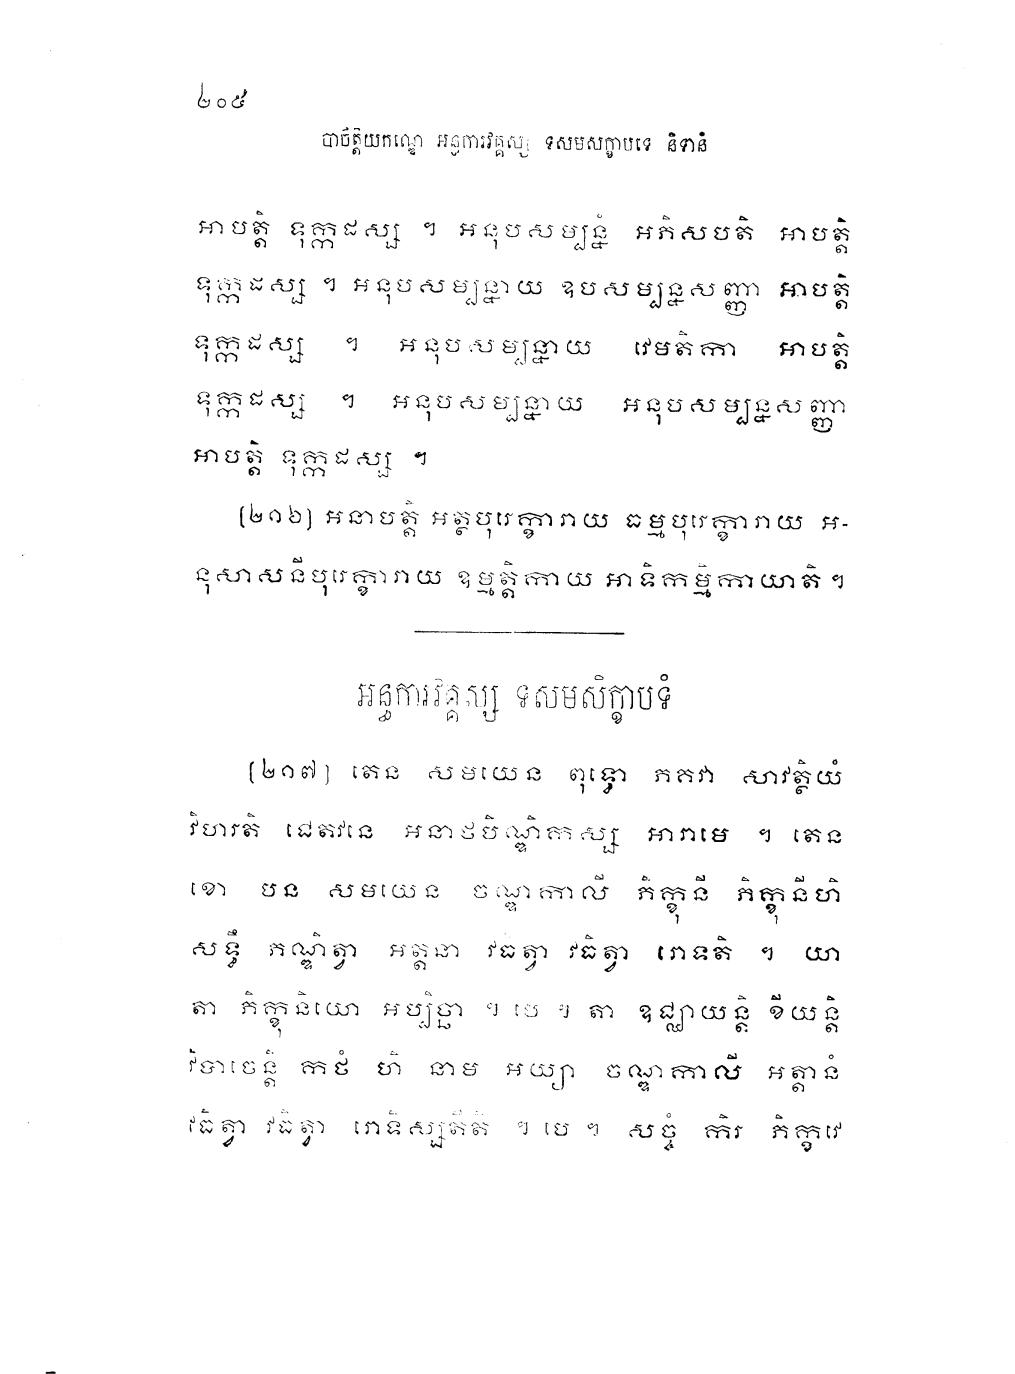 ២០៥
បាចិត្តិយកណ្ឌេ អន្ធការវគ្គស្ស ទសមសិក្ខាបទេ និទានំ
អាបត្តិ ទុក្កដស្ស ។ អនុបសម្បន្នំ អភិសបតិ អាបត្តិ
ទុក្កដស្ស ។ អនុបសម្បន្នាយ ឧបសម្បន្នសញ្ញា អាបត្តិ
ទុក្កដស្ស ។ អនុបសម្បន្នាយ វេមតិកា អាបត្តិ
ទុក្កដស្ស ។ អនុបសម្បន្នាយ អនុបសម្បន្នសញ្ញា
អាបត្តិ ទុក្កដស្ស ។
[២១៦] អនាបត្តិ អត្ថបុរេក្ខារាយ ធម្មបុរេក្ខារាយ អ-
នុសាសនីបុរេក្ខារាយ ឧម្មត្តិកាយ អាទិកម្មិកាយាតិ ។
អន្ធការវគ្គស្ស ទសមសិក្ខាបទំ
[២១៧] តេន សមយេន ពុទ្ធោ ភគវា សាវត្ថិយំ
វិហរតិ ជេតវនេ អនាថបិណ្ឌិកស្ស អារាមេ ។ តេន
ខោ បន សមយេន ចណ្ឌកាលី ភិក្ខុនី ភិក្ខុនីហិ
សទ្ធឹ ភណ្ឌិត្វា អត្តនា វធិត្វា វធិត្វា រោទតិ ។ យា
តា ភិក្ខុនិយោ អប្បិច្ឆា ។ បេ ។ តា ឧជ្ឈាយន្តិ ខីយន្តិ
វិបាចេន្តិ កថំ ហិ នាម អយ្យា ចណ្ឌកាលី អត្តានំ
វធិត្វា វធិត្វា រោទិស្សតីតិ ។ បេ ។ សច្ចំ កិរ ភិក្ខវេ